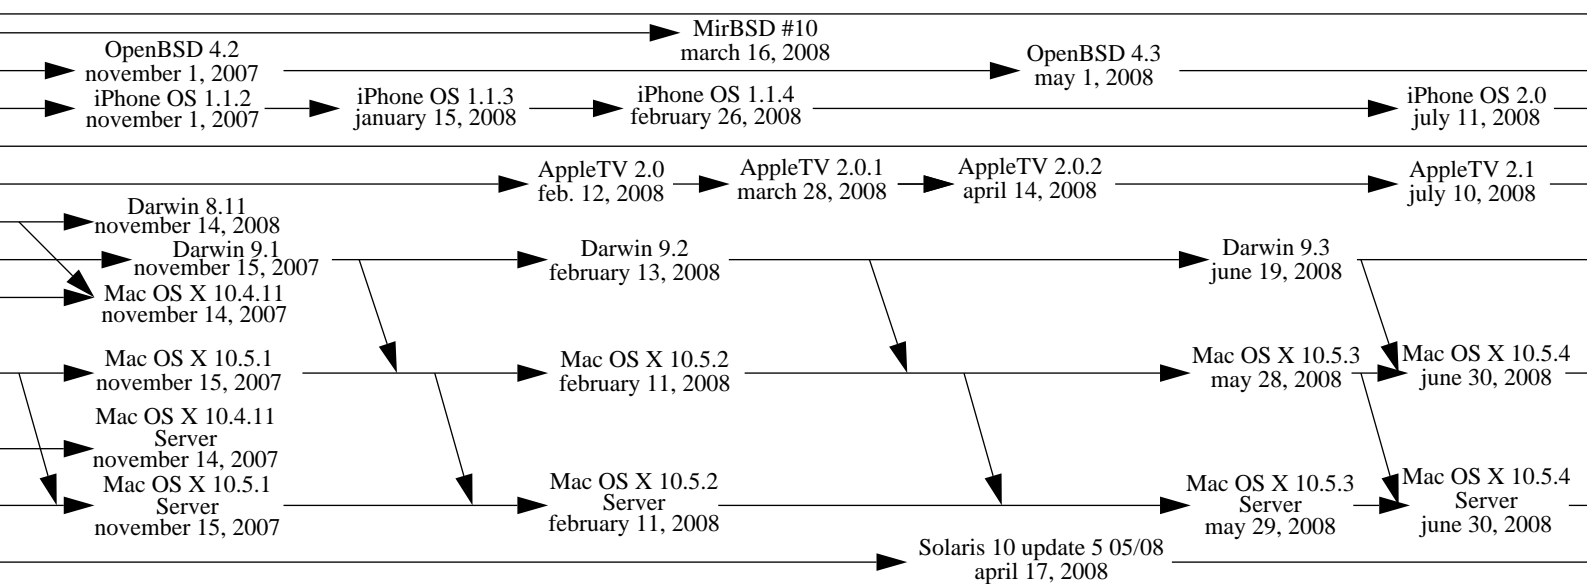 MirBSD #10
march 16, 2008
OpenBSD 4.2
november 1, 2007
OpenBSD 4.3
may 1, 2008
iPhone OS 1.1.2
november 1, 2007
iPhone OS 1.1.3
january 15, 2008
iPhone OS 1.1.4
february 26, 2008
iPhone OS 2.0
july 11, 2008
AppleTV 2.0
feb. 12, 2008
AppleTV 2.0.1
march 28, 2008
AppleTV 2.0.2
april 14, 2008
AppleTV 2.1
july 10, 2008
Darwin 8.11
november 14, 2008
Darwin 9.1
november 15, 2007
Darwin 9.2
february 13, 2008
Darwin 9.3
june 19, 2008
Mac OS X 10.4.11
november 14, 2007
Mac OS X 10.5.1
november 15, 2007
Mac OS X 10.5.2
february 11, 2008
Mac OS X 10.5.3
may 28, 2008
Mac OS X 10.5.4
june 30, 2008
Mac OS X 10.4.11
Server
november 14, 2007
Mac OS X 10.5.1
Server
november 15, 2007
Mac OS X 10.5.2
Server
february 11, 2008
Mac OS X 10.5.3
Server
may 29, 2008
Mac OS X 10.5.4
Server
june 30, 2008
Solaris 10 update 5 05/08
april 17, 2008